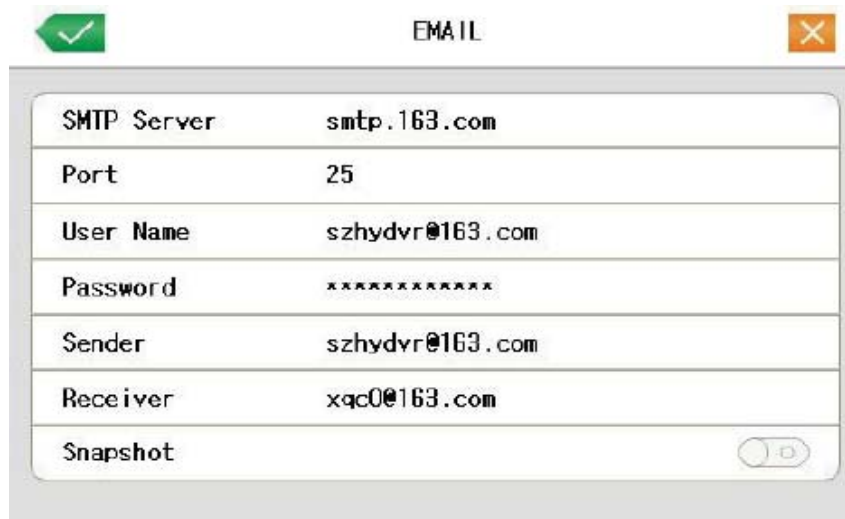 EMAIL
SMTP Server smtp.163.com
Port 25
User Name szhydvr@163.com
Password ************
Sender szhydvr@163.com
Receiver xqc0@163.com
Snapshot